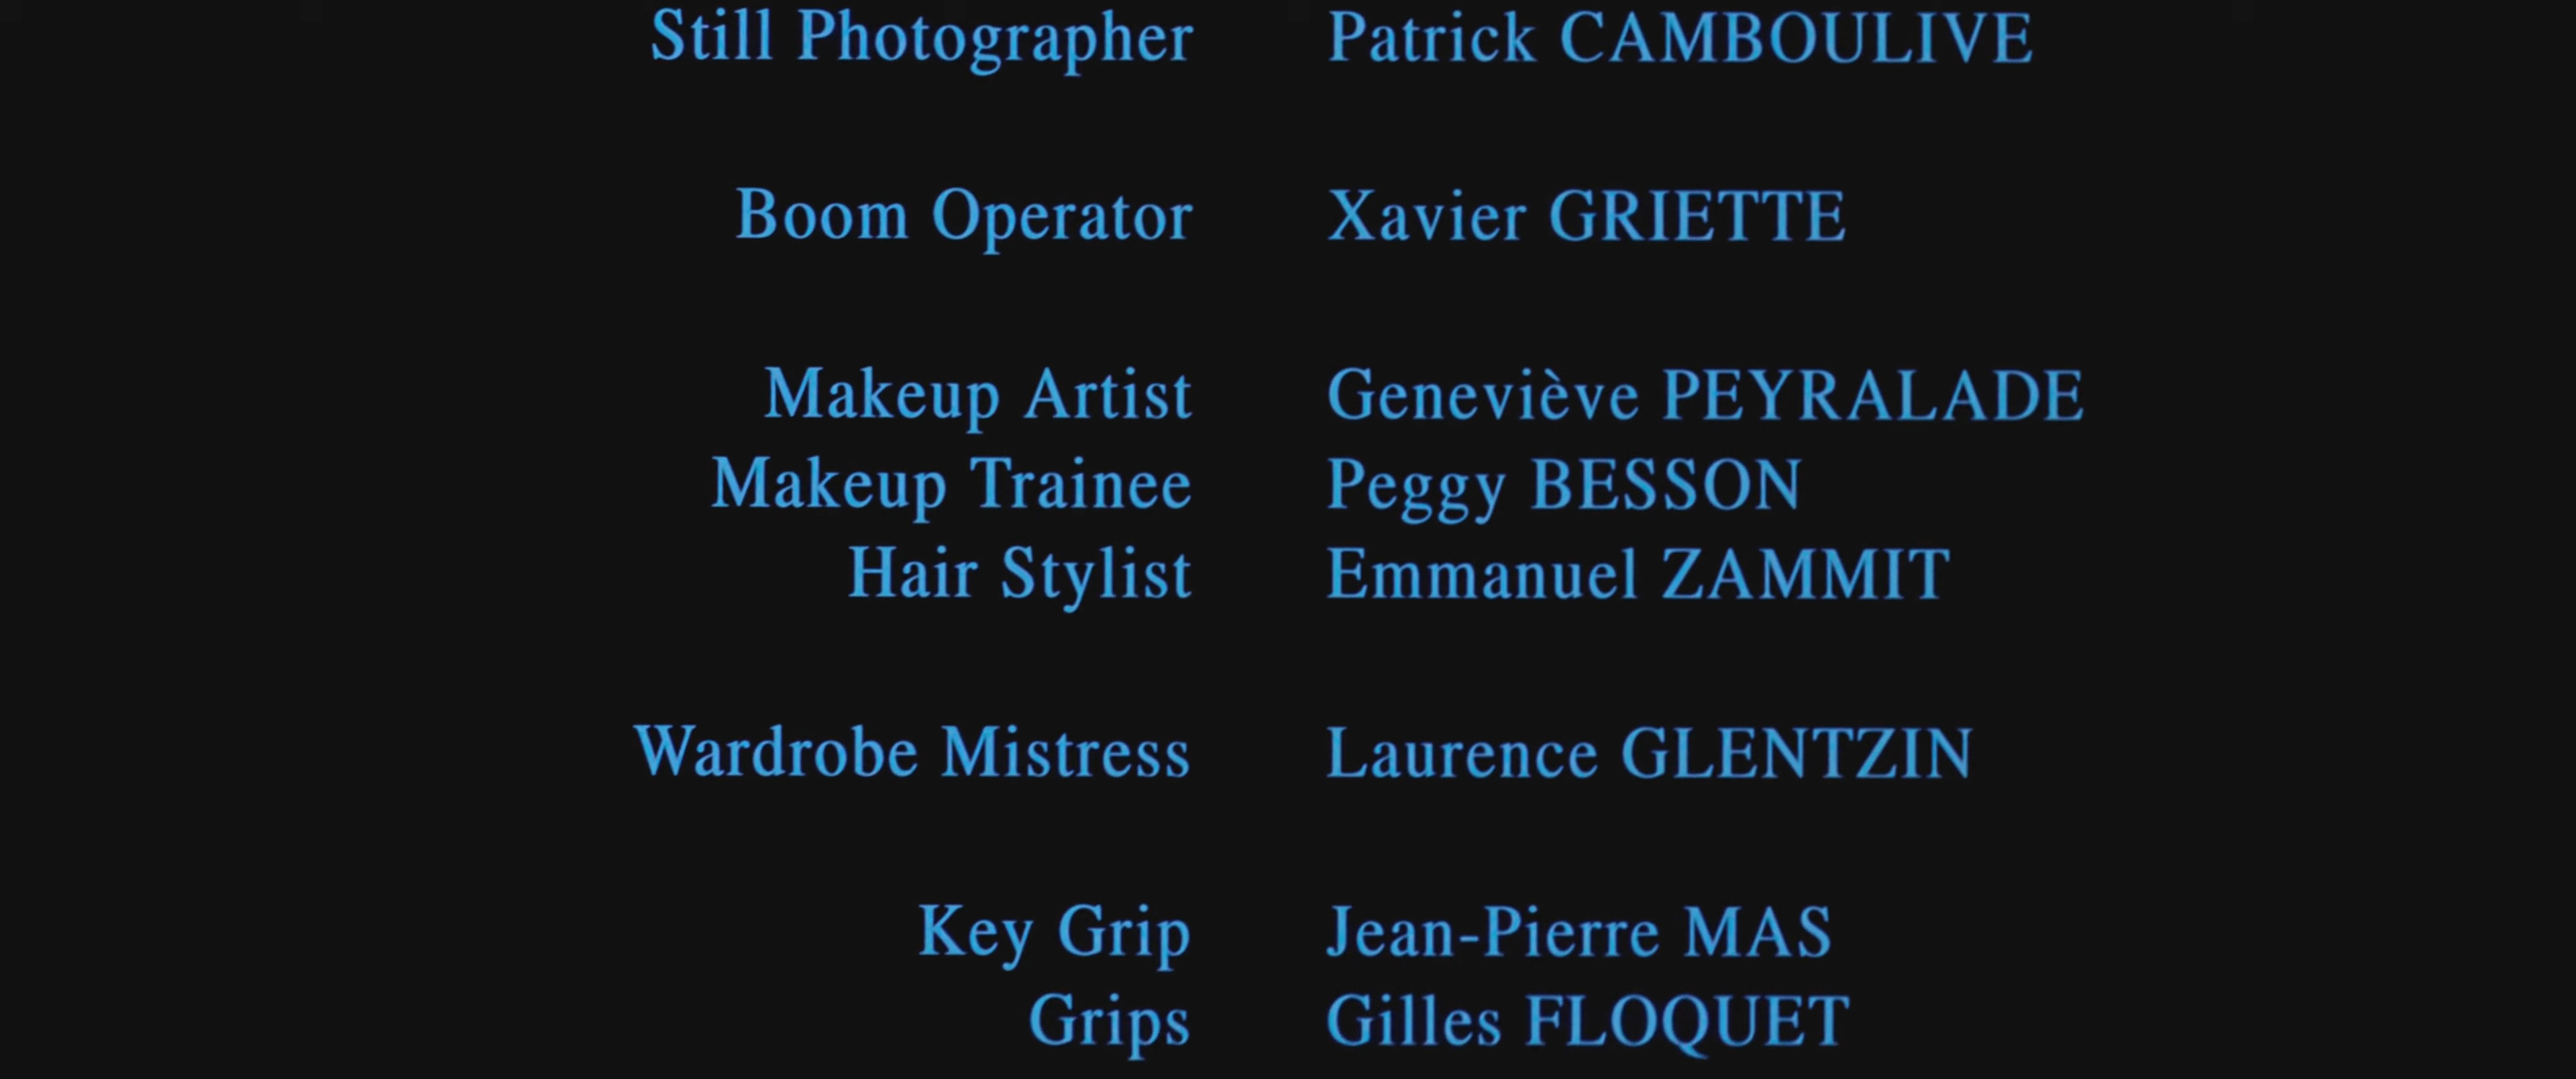 Still Photographer Patrick CAMBOULIVE
Boom Operator Xavier GRIETTE
Makeup Artist Geneviève PEYRALADE
Makeup Trainee Peggy BESSON
Hair Stylist Emmanuel ZAMMIT
Wardrobe Mistress Laurence GLENTZIN
Key Grip Jean-Pierre MAS
Grips Gilles FLOQUET